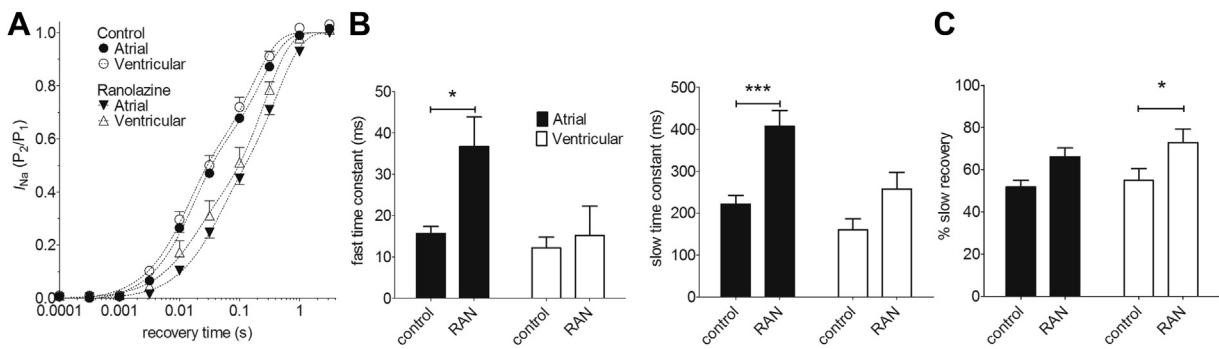 A
Control
Atrial
Ventricular
Ranolazine
Atrial
Ventricular
I_Na (P₂/P₁)
1.0
0.8
0.6
0.4
0.2
0.0
0.0001 0.001 0.01 0.1 1
recovery time (s)
B
fast time constant (ms)
50
40
30
20
10
0
*
Atrial
Ventricular
control RAN control RAN
slow time constant (ms)
500
400
300
200
100
0
***
control RAN control RAN
C
% slow recovery
100
80
60
40
20
0
*
control RAN control RAN